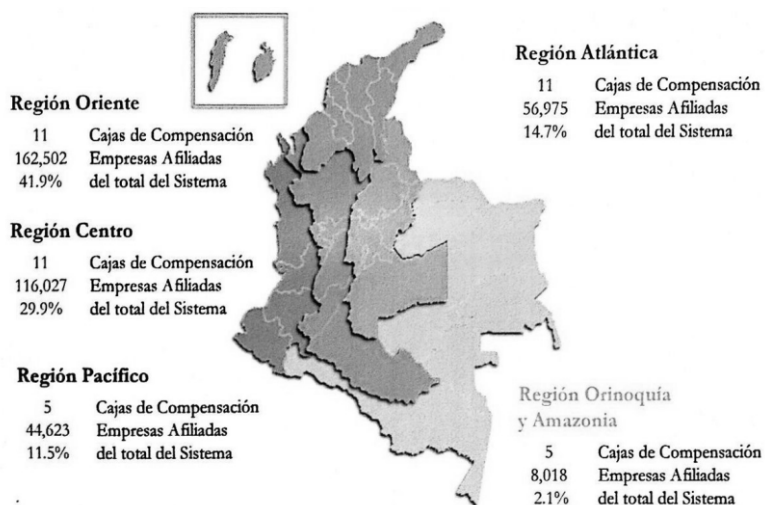 Región Oriente
11 Cajas de Compensación
162,502 Empresas Afiliadas
41.9% del total del Sistema
Región Centro
11 Cajas de Compensación
116,027 Empresas Afiliadas
29.9% del total del Sistema
Región Pacífico
5 Cajas de Compensación
44,623 Empresas Afiliadas
11.5% del total del Sistema
Región Atlántica
11 Cajas de Compensación
56,975 Empresas Afiliadas
14.7% del total del Sistema
Región Orinoquía
y Amazonia
5 Cajas de Compensación
8,018 Empresas Afiliadas
2.1% del total del Sistema